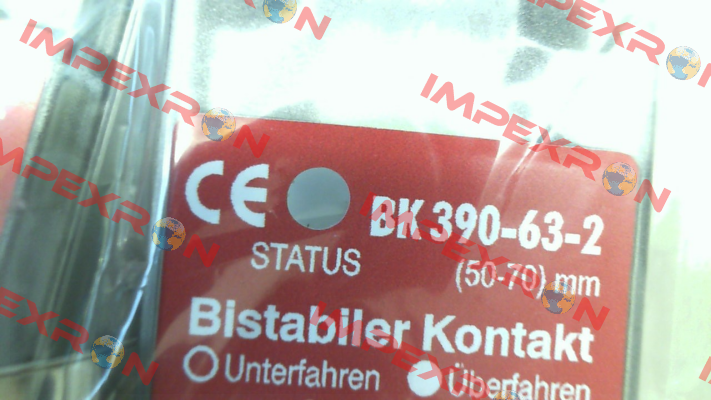 CE BK 390-63-2
STATUS (50-70) mm
Bistabiler Kontakt
Unterfahren Überfahren
IMPEXRON
IMPEXRON
IMPEXRON
IMPEXRON
IMPEXRON
IMPEXRON